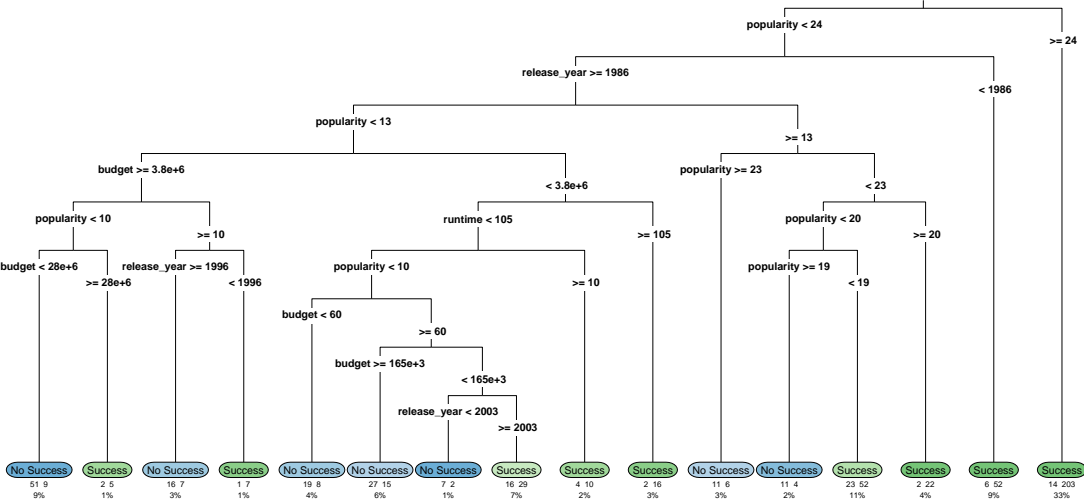 popularity < 24
>= 24
release_year >= 1986
< 1986
popularity < 13
>= 13
budget >= 3.8e+6
popularity >= 23
< 3.8e+6
< 23
popularity < 10
runtime < 105
popularity < 20
>= 10
>= 105
>= 20
budget < 28e+6
release_year >= 1996
popularity < 10
popularity >= 19
>= 28e+6
< 1996
>= 10
< 19
budget < 60
>= 60
budget >= 165e+3
< 165e+3
release_year < 2003
>= 2003
No Success Success No Success Success No Success No Success No Success Success Success Success No Success No Success Success Success Success Success
51 9 2 5 16 7 1 7 19 8 27 15 7 2 16 29 4 10 2 16 11 6 11 4 23 52 2 22 6 52 14 203
9% 1% 3% 1% 4% 6% 1% 7% 2% 3% 3% 2% 11% 4% 9% 33%